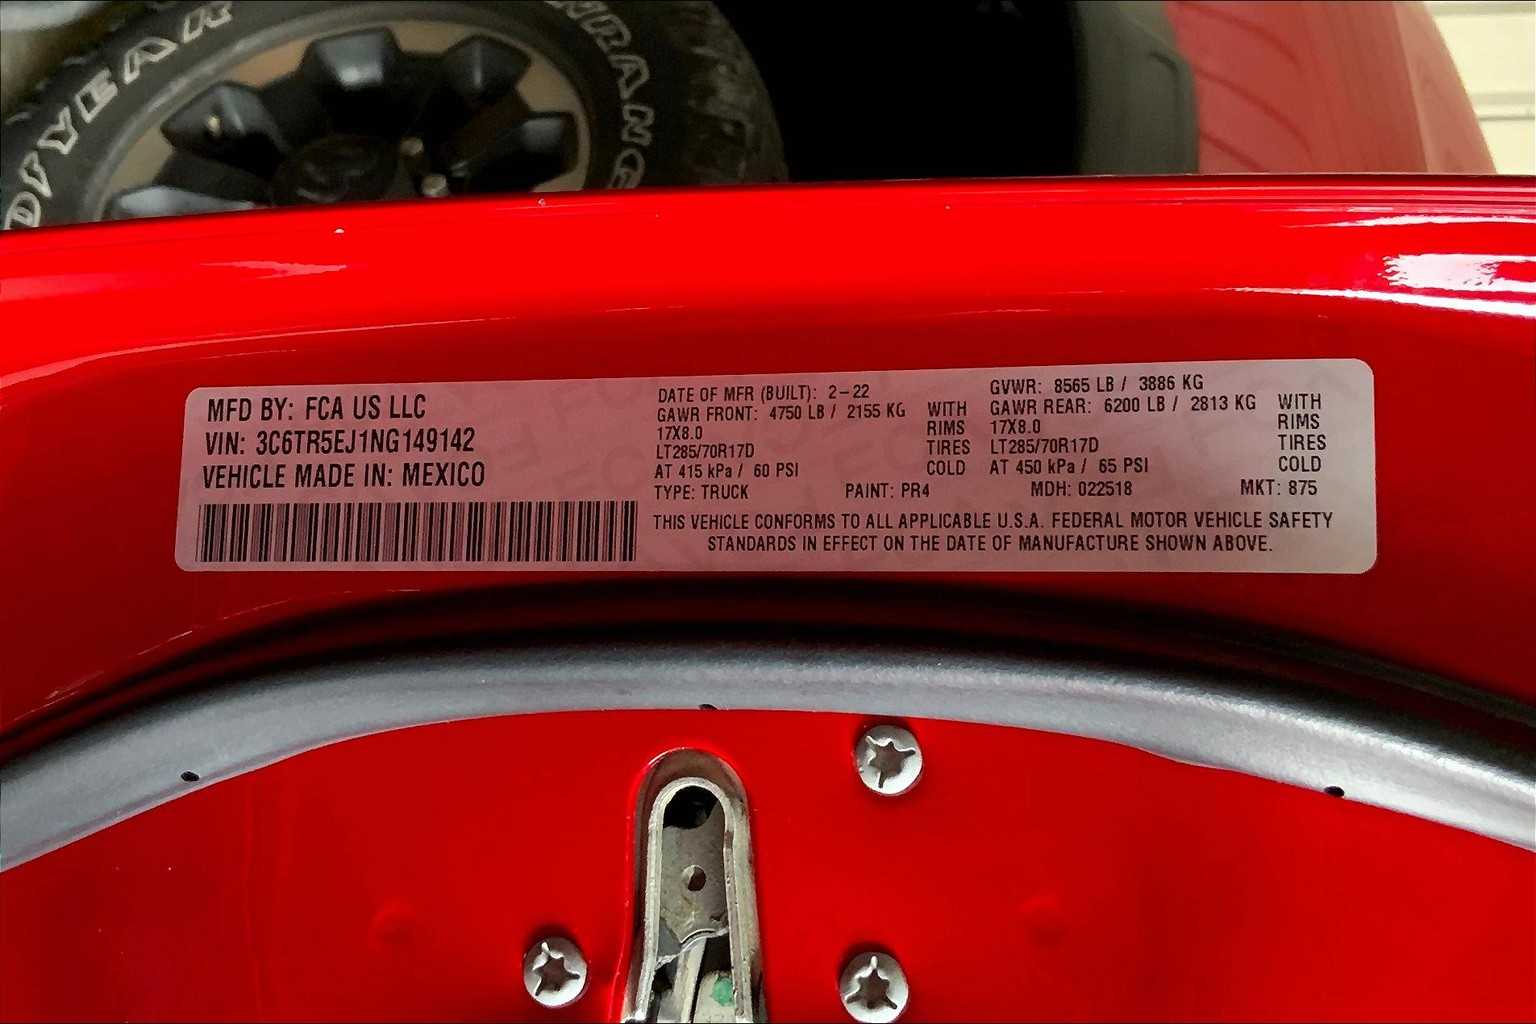 DIYEAR
WRANG
MFD BY: FCA US LLC
VIN: 3C6TR5EJ1NG149142
VEHICLE MADE IN: MEXICO
DATE OF MFR (BUILT): 2-22
GAWR FRONT: 4750 LB / 2155 KG WITH
17X8.0 RIMS
LT285/70R17D TIRES
AT 415 kPa / 60 PSI COLD
GVWR: 8565 LB / 3886 KG
GAWR REAR: 6200 LB / 2813 KG WITH
17X8.0 RIMS
LT285/70R17D TIRES
AT 450 kPa / 65 PSI COLD
TYPE: TRUCK PAINT: PR4 MDH: 022518 MKT: 875
THIS VEHICLE CONFORMS TO ALL APPLICABLE U.S.A. FEDERAL MOTOR VEHICLE SAFETY
STANDARDS IN EFFECT ON THE DATE OF MANUFACTURE SHOWN ABOVE.